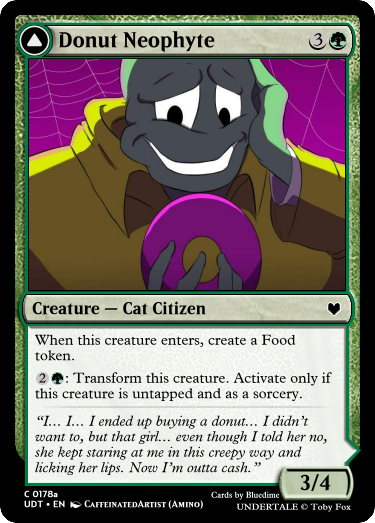 Donut Neophyte 3
Creature — Cat Citizen
When this creature enters, create a Food
token.
2 : Transform this creature. Activate only if
this creature is untapped and as a sorcery.
“I… I… I ended up buying a donut… I didn’t
want to, but that girl… even though I told her no,
she kept staring at me in this creepy way and
licking her lips. Now I’m outta cash.”
3/4
C 0178a
UDT • EN CaffeinatedArtist (Amino)
Cards by Bluedime
UNDERTALE © Toby Fox